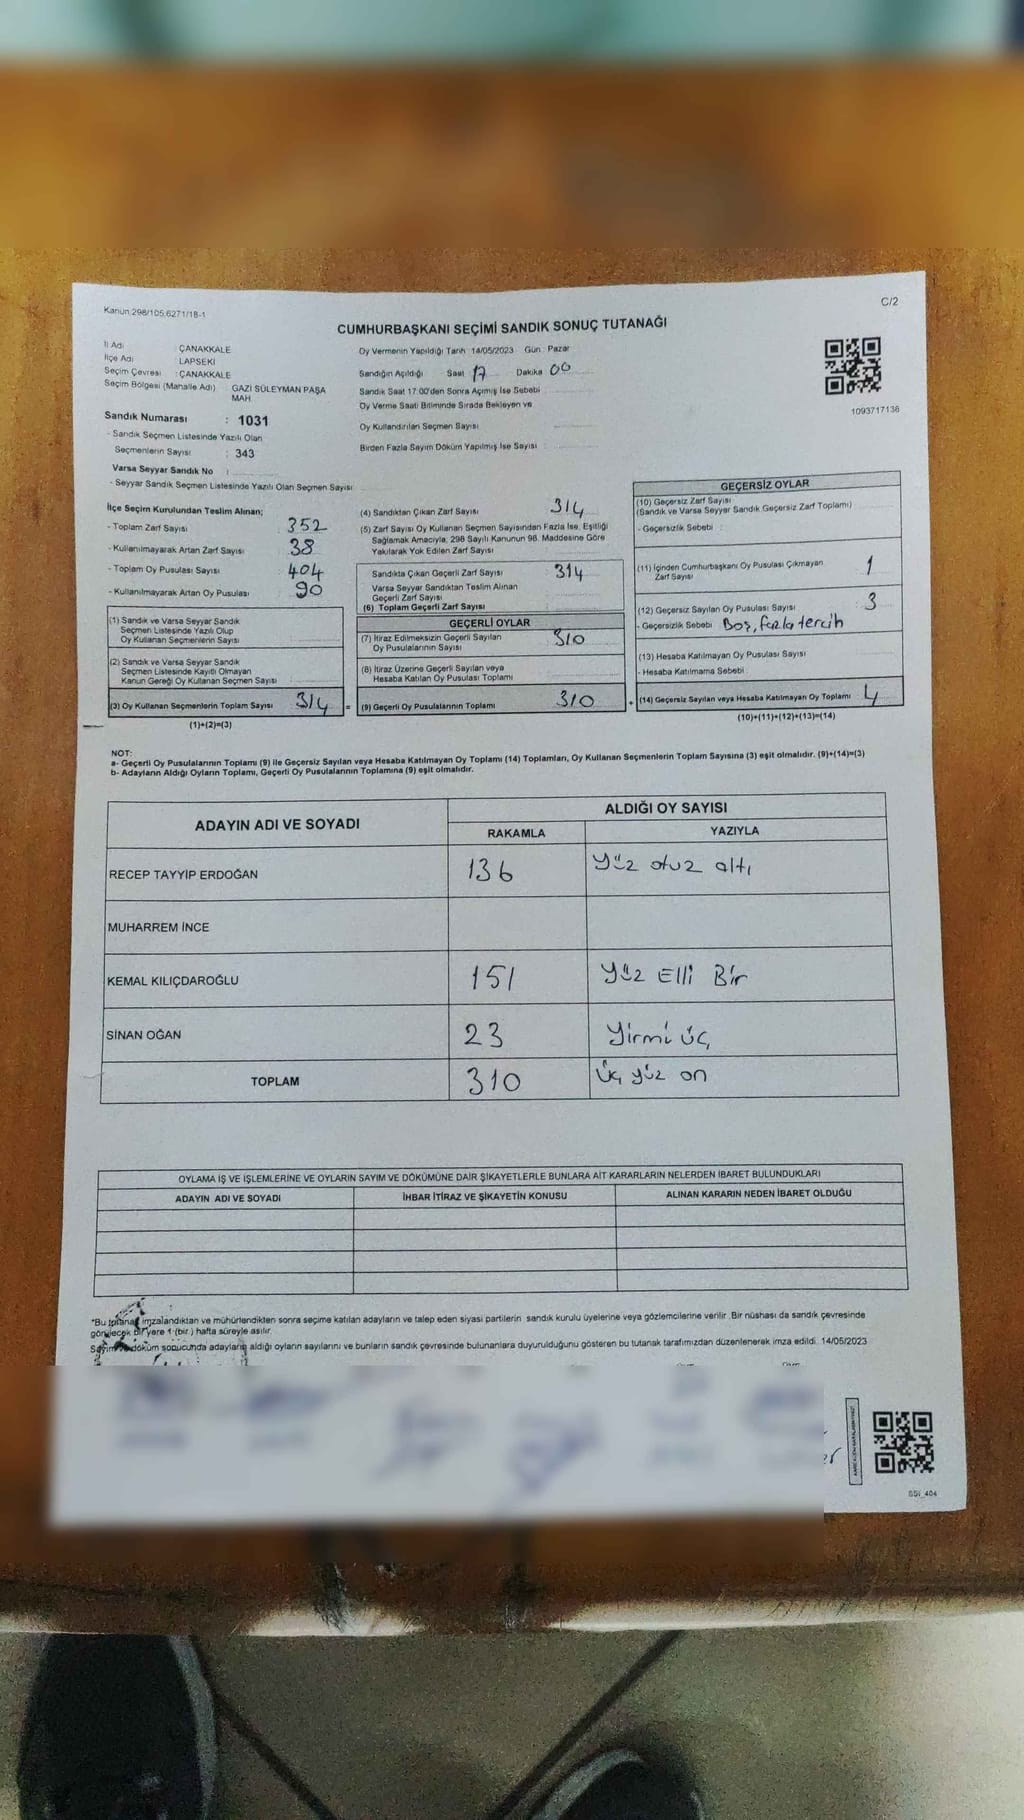 Kanun:298/105,6271/18-1
C/2
CUMHURBAŞKANI SEÇİMİ SANDIK SONUÇ TUTANAĞI
İl Adı : ÇANAKKALE
İlçe Adı : LAPSEKİ
Seçim Çevresi : ÇANAKKALE
Seçim Bölgesi (Mahalle Adı) GAZİ SÜLEYMAN PAŞA
MAH
Sandık Numarası : 1031
- Sandık Seçmen Listesinde Yazılı Olan
Seçmenlerin Sayısı : 343
Varsa Seyyar Sandık No :
- Seyyar Sandık Seçmen Listesinde Yazılı Olan Seçmen Sayısı
Oy Vermenin Yapıldığı Tarih 14/05/2023 Gün : Pazar
Sandığın Açıldığı Saat 17 Dakika 00
Sandık Saat 17:00'den Sonra Açımış İse Sebebi
Oy Verme Saati Bitiminde Sırada Bekleyen ve
Oy Kullandırılan Seçmen Sayısı
Birden Fazla Sayım Döküm Yapılmış İse Sayısı
1093717136
İlçe Seçim Kurulundan Teslim Alınan;
- Toplam Zarf Sayısı 352
- Kullanılmayarak Artan Zarf Sayısı 38
- Toplam Oy Pusulası Sayısı 404
- Kullanılmayarak Artan Oy Pusulası 90
(1) Sandık ve Varsa Seyyar Sandık
Seçmen Listesinde Yazılı Olup
Oy Kullanan Seçmenlerin Sayısı
(2) Sandık ve Varsa Seyyar Sandık
Seçmen Listesinde Kayıtlı Olmayan
Kanun Gereği Oy Kullanan Seçmen Sayısı
(3) Oy Kullanan Seçmenlerin Toplam Sayısı 314 =
(1)+(2)=(3)
(4) Sandıktan Çıkan Zarf Sayısı 314
(5) Zarf Sayısı Oy Kullanan Seçmen Sayısından Fazla İse, Eşitliği
Sağlamak Amacıyla, 298 Sayılı Kanunun 98. Maddesine Göre
Yakılarak Yok Edilen Zarf Sayısı
Sandıkta Çıkan Geçerli Zarf Sayısı : 314
Varsa Seyyar Sandıktan Teslim Alınan
Geçerli Zarf Sayısı
(6) Toplam Geçerli Zarf Sayısı
GEÇERLİ OYLAR
(7) İtiraz Edilmeksizin Geçerli Sayılan
Oy Pusulalarının Sayısı 310
(8) İtiraz Üzerine Geçerli Sayılan veya
Hesaba Katılan Oy Pusulası Toplamı
(9) Geçerli Oy Pusulalarının Toplamı 310 +
GEÇERSİZ OYLAR
(10) Geçersiz Zarf Sayısı
(Sandık ve Varsa Seyyar Sandık Geçersiz Zarf Toplamı)
- Geçersizlik Sebebi :
(11) İçinden Cumhurbaşkanı Oy Pusulası Çıkmayan
Zarf Sayısı 1
(12) Geçersiz Sayılan Oy Pusulası Sayısı : 3
- Geçersizlik Sebebi Boş, fazla tercih
(13) Hesaba Katılmayan Oy Pusulası Sayısı
- Hesaba Katılmama Sebebi
(14) Geçersiz Sayılan veya Hesaba Katılmayan Oy Toplamı 4
(10)+(11)+(12)+(13)=(14)
NOT:
a- Geçerli Oy Pusulalarının Toplamı (9) ile Geçersiz Sayılan veya Hesaba Katılmayan Oy Toplamı (14) Toplamları, Oy Kullanan Seçmenlerin Toplam Sayısına (3) eşit olmalıdır. (9)+(14)=(3)
b- Adayların Aldığı Oyların Toplamı, Geçerli Oy Pusulalarının Toplamına (9) eşit olmalıdır.
ADAYIN ADI VE SOYADI
ALDIĞI OY SAYISI
RAKAMLA YAZIYLA
RECEP TAYYİP ERDOĞAN 136 Yüz otuz altı
MUHARREM İNCE
KEMAL KILIÇDAROĞLU 151 Yüz Elli Bir
SİNAN OĞAN 23 Yirmi üç
TOPLAM 310 Üç yüz on
OYLAMA İŞ VE İŞLEMLERİNE VE OYLARIN SAYIM VE DÖKÜMÜNE DAİR ŞİKAYETLERLE BUNLARA AİT KARARLARIN NELERDEN İBARET BULUNDUKLARI
ADAYIN ADI VE SOYADI İHBAR İTİRAZ VE ŞİKAYETİN KONUSU ALINAN KARARIN NEDEN İBARET OLDUĞU
*Bu tutanak imzalandıktan ve mühürlendikten sonra seçime katılan adayların ve talep eden siyasi partilerin sandık kurulu üyelerine veya gözlemcilerine verilir. Bir nüshası da sandık çevresinde
görülecek bir yere 1 (bir) hafta süreyle asılır.
Sayım ve döküm sonucunda adayların aldığı oyların sayılarını ve bunların sandık çevresinde bulunanlara duyurulduğunu gösteren bu tutanak tarafımızdan düzenlenerek imza edildi. 14/05/2023